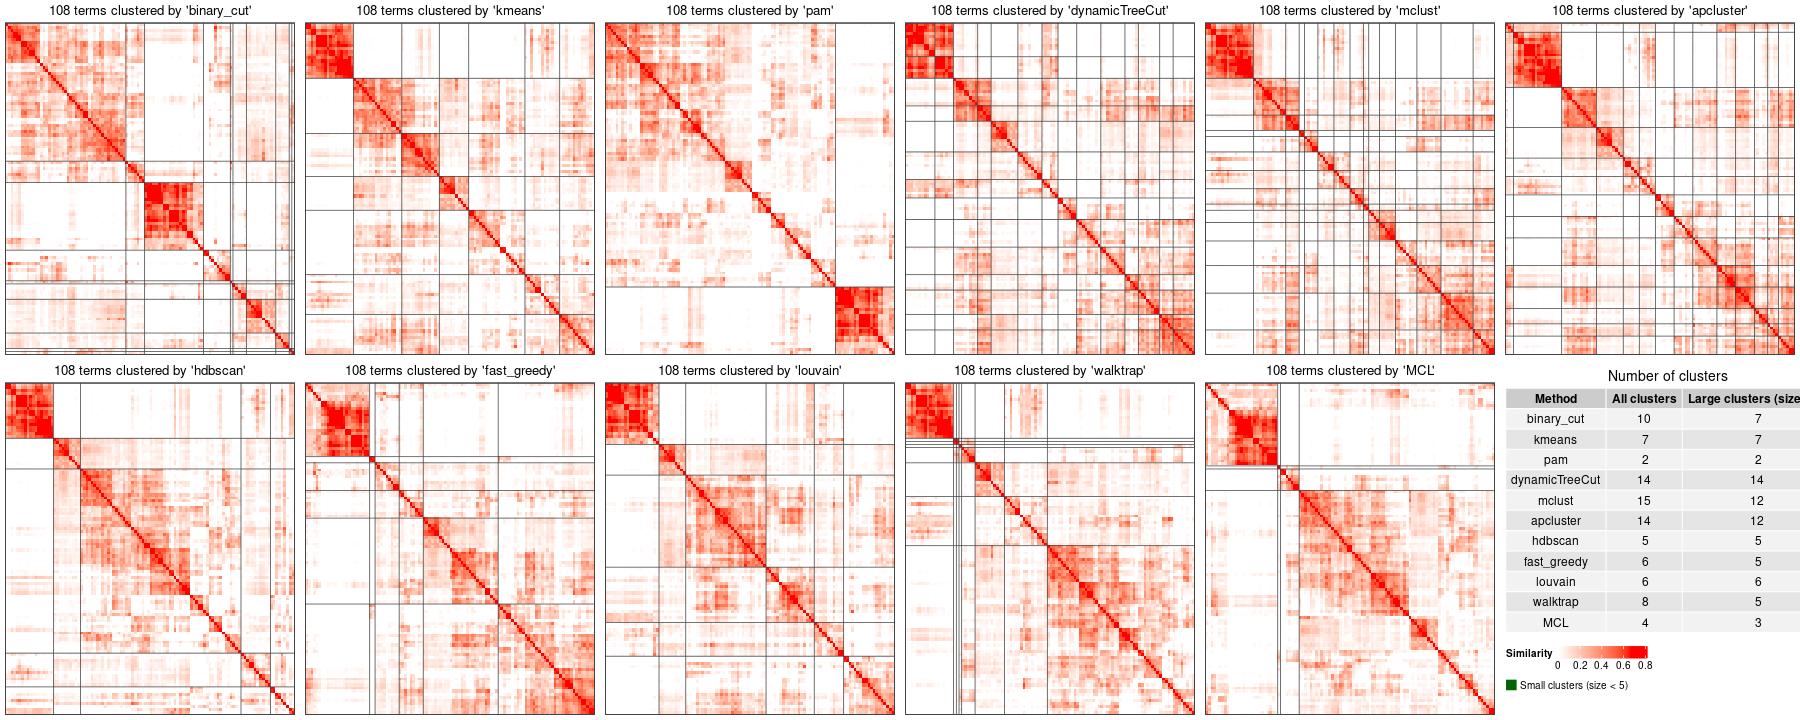 108 terms clustered by 'binary_cut'
108 terms clustered by 'kmeans'
108 terms clustered by 'pam'
108 terms clustered by 'dynamicTreeCut'
108 terms clustered by 'mclust'
108 terms clustered by 'apcluster'
108 terms clustered by 'hdbscan'
108 terms clustered by 'fast_greedy'
108 terms clustered by 'louvain'
108 terms clustered by 'walktrap'
108 terms clustered by 'MCL'
Number of clusters
Method All clusters Large clusters (size
binary_cut 10 7
kmeans 7 7
pam 2 2
dynamicTreeCut 14 14
mclust 15 12
apcluster 14 12
hdbscan 5 5
fast_greedy 6 5
louvain 6 6
walktrap 8 5
MCL 4 3
Similarity
0 0.2 0.4 0.6 0.8
Small clusters (size < 5)